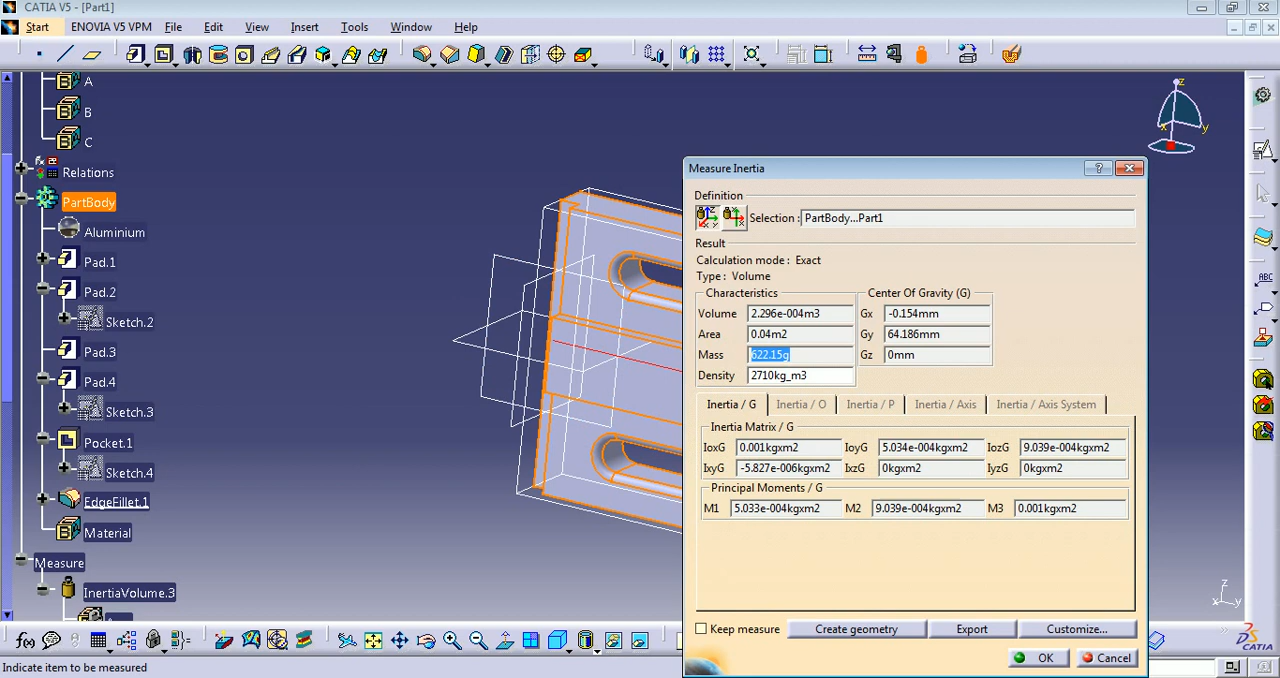 CATIA V5 - [Part1]
Start ENOVIA V5 VPM File Edit View Insert Tools Window Help
A
B
C
Relations
PartBody
Aluminium
Pad.1
Pad.2
Sketch.2
Pad.3
Pad.4
Sketch.3
Pocket.1
Sketch.4
EdgeFillet.1
Material
Measure
InertiaVolume.3
z
x
y
Measure Inertia
Definition
Selection : PartBody...Part1
Result
Calculation mode : Exact
Type : Volume
Characteristics
Volume 2.296e-004m3
Area 0.04m2
Mass 622.15g
Density 2710kg_m3
Center Of Gravity (G)
Gx -0.154mm
Gy 64.186mm
Gz 0mm
Inertia / G Inertia / O Inertia / P Inertia / Axis Inertia / Axis System
Inertia Matrix / G
IoxG 0.001kgxm2 IoyG 5.034e-004kgxm2 IozG 9.039e-004kgxm2
IxyG -5.827e-006kgxm2 IxzG 0kgxm2 IyzG 0kgxm2
Principal Moments / G
M1 5.033e-004kgxm2 M2 9.039e-004kgxm2 M3 0.001kgxm2
Keep measure Create geometry Export Customize...
OK Cancel
ABC
z
x y
f(x)
DS CATIA
Indicate item to be measured